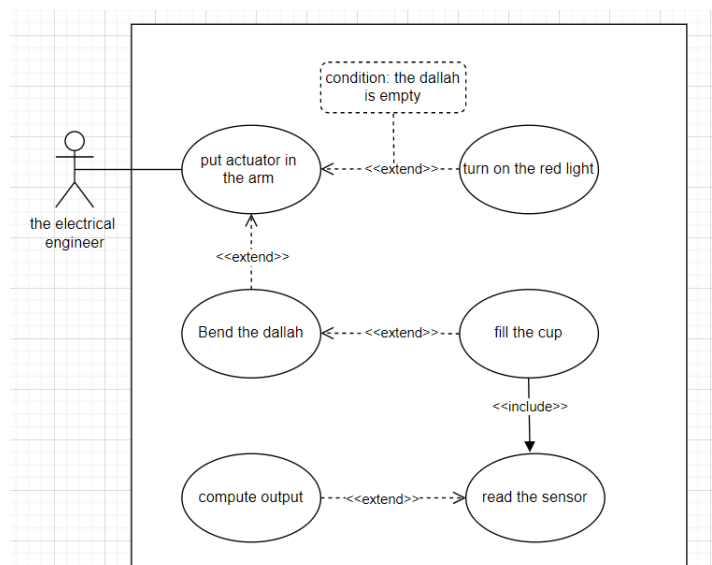 condition: the dallah
is empty
put actuator in
the arm
<<extend>>
turn on the red light
the electrical
engineer
<<extend>>
Bend the dallah
<<extend>>
fill the cup
<<include>>
compute output
<<extend>>
read the sensor